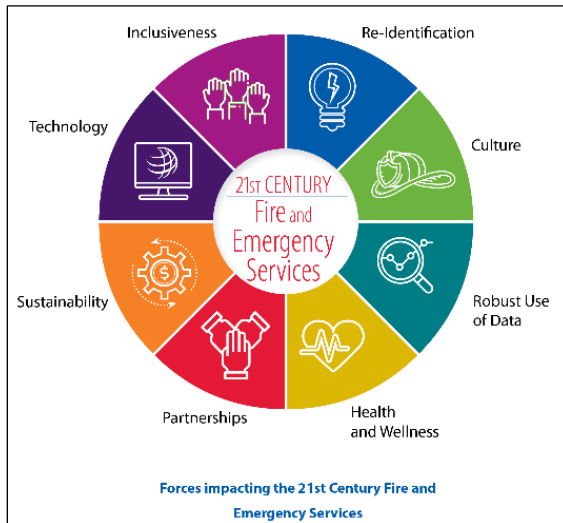 Inclusiveness
Re-Identification
Technology
Culture
21ST CENTURY
Fire and
Emergency
Services
$
Sustainability
Robust Use
of Data
Partnerships
Health
and Wellness
Forces impacting the 21st Century Fire and
Emergency Services